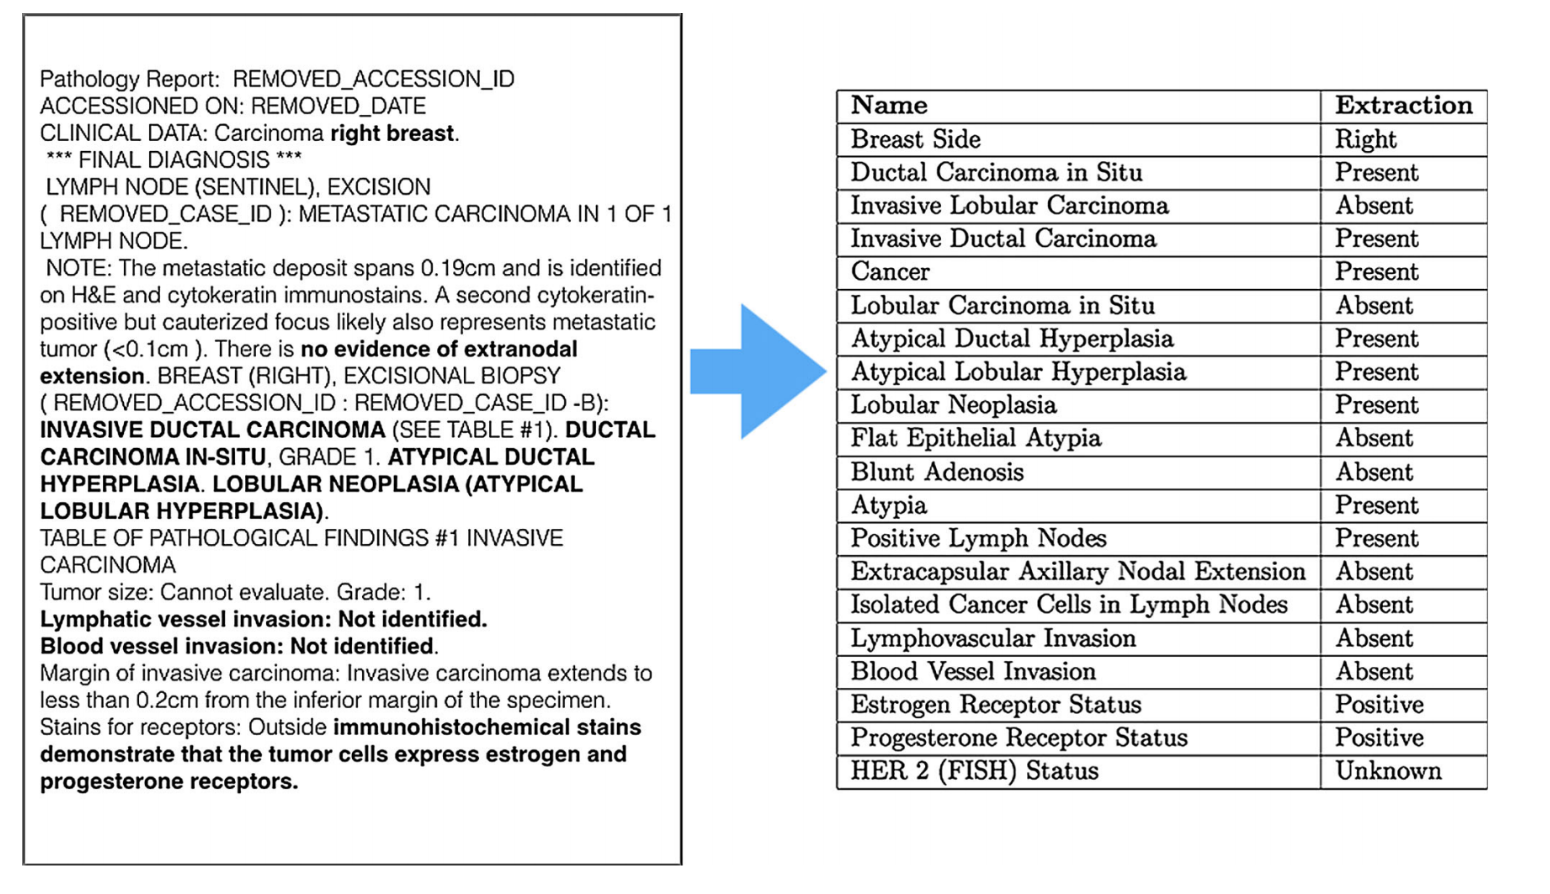 Pathology Report: REMOVED_ACCESSION_ID
ACCESSIONED ON: REMOVED_DATE
CLINICAL DATA: Carcinoma right breast.
*** FINAL DIAGNOSIS ***
LYMPH NODE (SENTINEL), EXCISION
( REMOVED_CASE_ID ): METASTATIC CARCINOMA IN 1 OF 1
LYMPH NODE.
NOTE: The metastatic deposit spans 0.19cm and is identified
on H&E and cytokeratin immunostains. A second cytokeratin-
positive but cauterized focus likely also represents metastatic
tumor (<0.1cm ). There is no evidence of extranodal
extension. BREAST (RIGHT), EXCISIONAL BIOPSY
( REMOVED_ACCESSION_ID : REMOVED_CASE_ID -B):
INVASIVE DUCTAL CARCINOMA (SEE TABLE #1). DUCTAL
CARCINOMA IN-SITU, GRADE 1. ATYPICAL DUCTAL
HYPERPLASIA. LOBULAR NEOPLASIA (ATYPICAL
LOBULAR HYPERPLASIA).
TABLE OF PATHOLOGICAL FINDINGS #1 INVASIVE
CARCINOMA
Tumor size: Cannot evaluate. Grade: 1.
Lymphatic vessel invasion: Not identified.
Blood vessel invasion: Not identified.
Margin of invasive carcinoma: Invasive carcinoma extends to
less than 0.2cm from the inferior margin of the specimen.
Stains for receptors: Outside immunohistochemical stains
demonstrate that the tumor cells express estrogen and
progesterone receptors.
Name Extraction
Breast Side Right
Ductal Carcinoma in Situ Present
Invasive Lobular Carcinoma Absent
Invasive Ductal Carcinoma Present
Cancer Present
Lobular Carcinoma in Situ Absent
Atypical Ductal Hyperplasia Present
Atypical Lobular Hyperplasia Present
Lobular Neoplasia Present
Flat Epithelial Atypia Absent
Blunt Adenosis Absent
Atypia Present
Positive Lymph Nodes Present
Extracapsular Axillary Nodal Extension Absent
Isolated Cancer Cells in Lymph Nodes Absent
Lymphovascular Invasion Absent
Blood Vessel Invasion Absent
Estrogen Receptor Status Positive
Progesterone Receptor Status Positive
HER 2 (FISH) Status Unknown